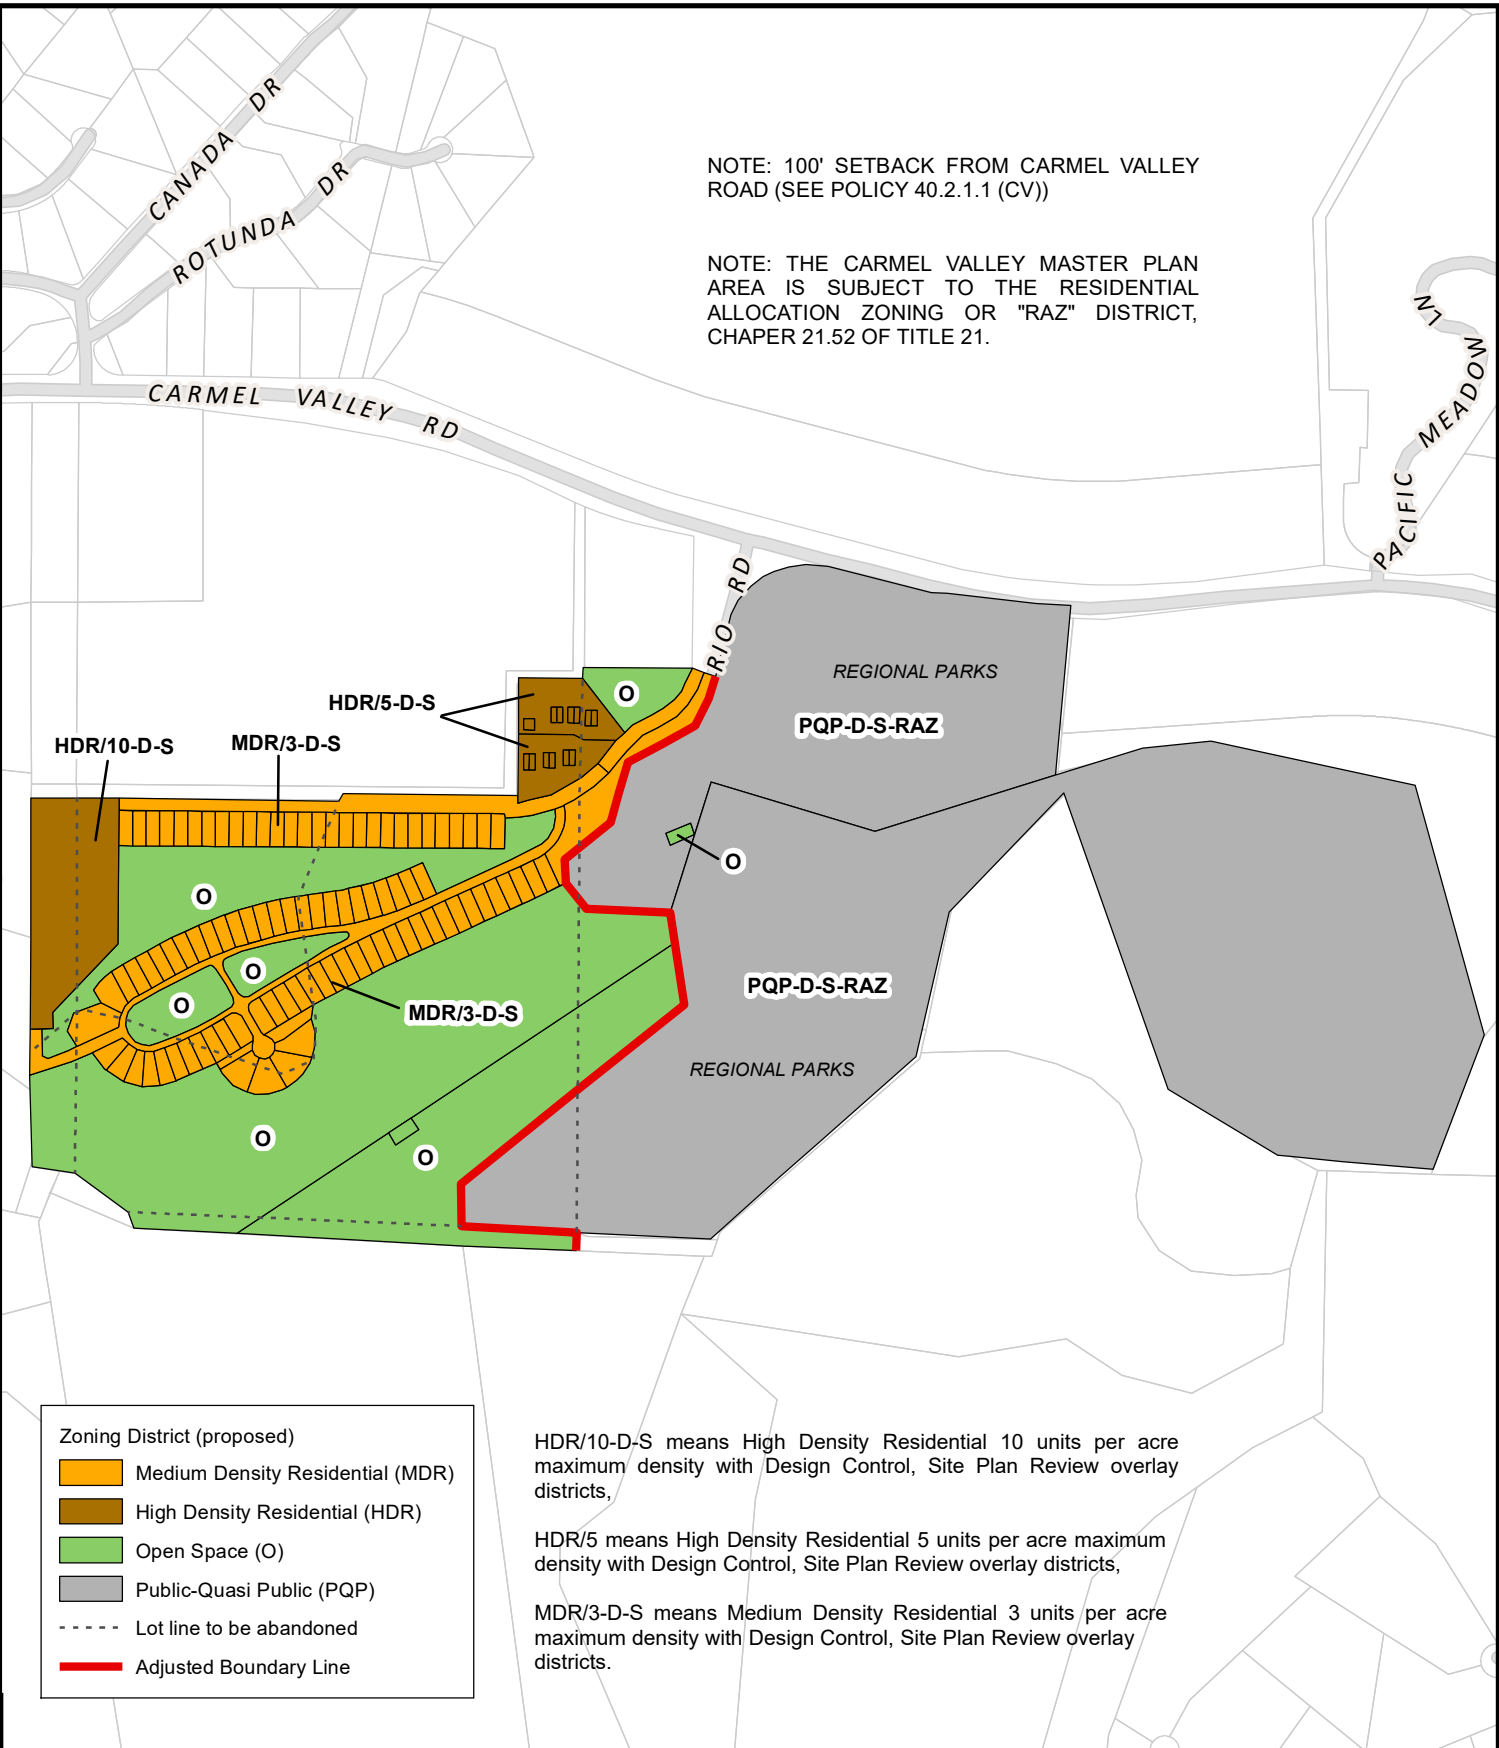 CANADA DR
ROTUNDA DR
NOTE: 100' SETBACK FROM CARMEL VALLEY
ROAD (SEE POLICY 40.2.1.1 (CV))
NOTE: THE CARMEL VALLEY MASTER PLAN
AREA IS SUBJECT TO THE RESIDENTIAL
ALLOCATION ZONING OR "RAZ" DISTRICT,
CHAPER 21.52 OF TITLE 21.
PACIFIC MEADOW LN
CARMEL VALLEY RD
RIO RD
REGIONAL PARKS
PQP-D-S-RAZ
HDR/5-D-S
O
HDR/10-D-S
MDR/3-D-S
O
O
O
O
MDR/3-D-S
PQP-D-S-RAZ
REGIONAL PARKS
O
O
Zoning District (proposed)
Medium Density Residential (MDR)
High Density Residential (HDR)
Open Space (O)
Public-Quasi Public (PQP)
Lot line to be abandoned
Adjusted Boundary Line
HDR/10-D-S means High Density Residential 10 units per acre
maximum density with Design Control, Site Plan Review overlay
districts,
HDR/5 means High Density Residential 5 units per acre maximum
density with Design Control, Site Plan Review overlay districts,
MDR/3-D-S means Medium Density Residential 3 units per acre
maximum density with Design Control, Site Plan Review overlay
districts.